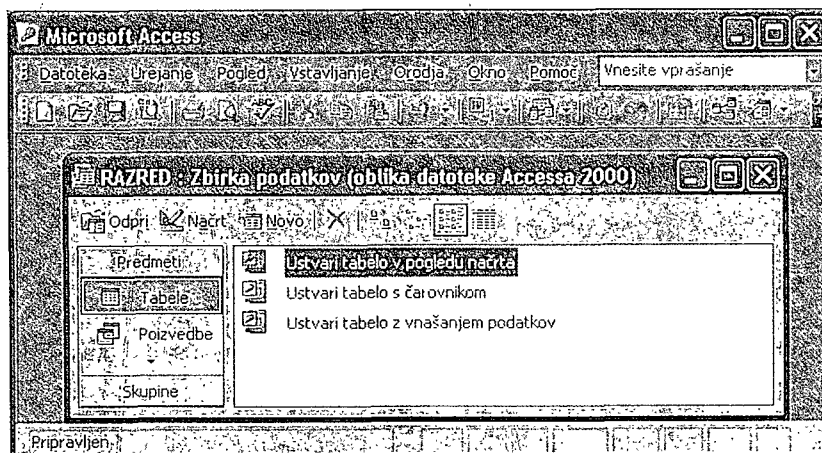 Microsoft Access
Datoteka Urejanje Pogled Vstavljanje Orodja Okno Pomoč Vnesite vprašanje
RAZRED : Zbirka podatkov (oblika datoteke Accessa 2000)
Odpri Načrt Novo
Predmeti
Ustvari tabelo v pogledu načrta
Tabele
Ustvari tabelo s čarovnikom
Poizvedbe
Ustvari tabelo z vnašanjem podatkov
Skupine
Pripravljen